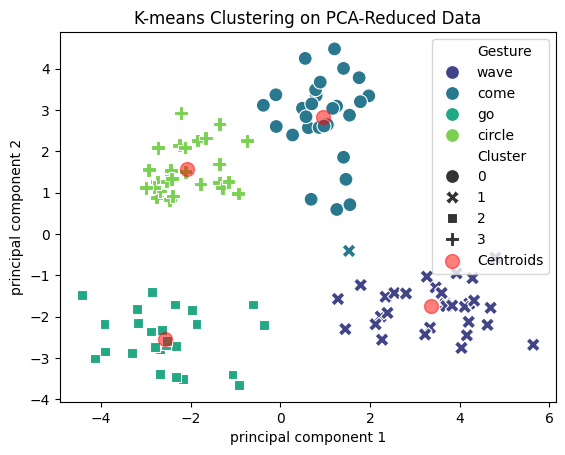 K-means Clustering on PCA-Reduced Data
Gesture
wave
come
go
circle
Cluster
0
1
2
3
Centroids
principal component 2
4
3
2
1
0
−1
−2
−3
−4
−4
−2
0
2
4
6
principal component 1